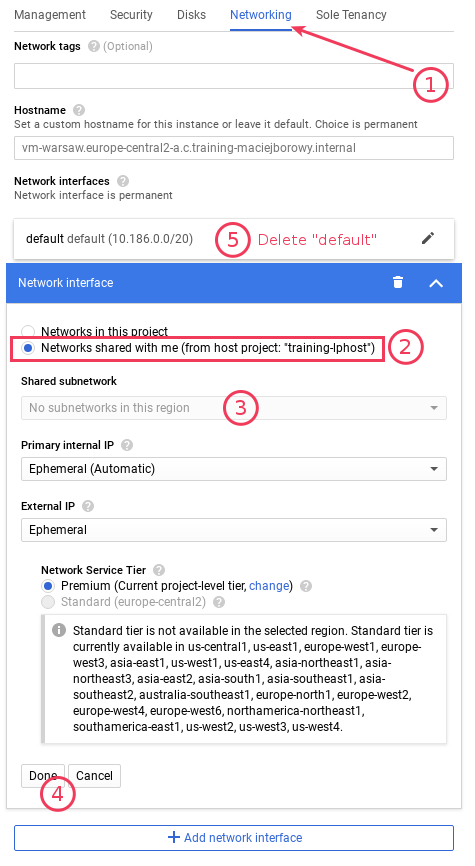 Management Security Disks Networking Sole Tenancy
Network tags ? (Optional)
1
Hostname ?
Set a custom hostname for this instance or leave it default. Choice is permanent
vm-warsaw.europe-central2-a.c.training-maciejborowy.internal
Network interfaces ?
Network interface is permanent
default default (10.186.0.0/20) 5 Delete "default"
Network interface
Networks in this project
Networks shared with me (from host project: "training-lphost") 2
Shared subnetwork
No subnetworks in this region 3
Primary internal IP ?
Ephemeral (Automatic)
External IP ?
Ephemeral
Network Service Tier ?
Premium (Current project-level tier, change) ?
Standard (europe-central2) ?
Standard tier is not available in the selected region. Standard tier is
currently available in us-central1, us-east1, europe-west1, europe-
west3, asia-east1, us-west1, us-east4, asia-northeast1, asia-
northeast3, asia-east2, asia-south1, asia-southeast1, asia-
southeast2, australia-southeast1, europe-north1, europe-west2,
europe-west4, europe-west6, northamerica-northeast1,
southamerica-east1, us-west2, us-west3, us-west4.
Done Cancel
4
+ Add network interface